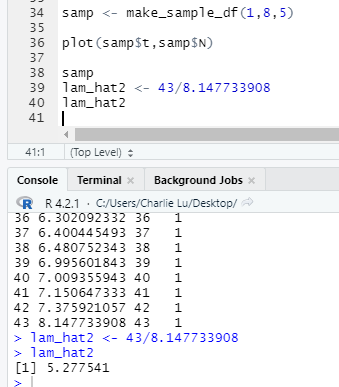 34 samp <- make_sample_df(1,8,5)
35
36 plot(samp$t,samp$N)
37
38 samp
39 lam_hat2 <- 43/8.147733908
40 lam_hat2
41
41:1 (Top Level)
Console Terminal × Background Jobs ×
R 4.2.1 · C:/Users/Charlie Lu/Desktop/
36 6.302092332 36 1
37 6.400445493 37 1
38 6.480752343 38 1
39 6.995601843 39 1
40 7.009355943 40 1
41 7.150647333 41 1
42 7.375921057 42 1
43 8.147733908 43 1
> lam_hat2 <- 43/8.147733908
> lam_hat2
[1] 5.277541
>